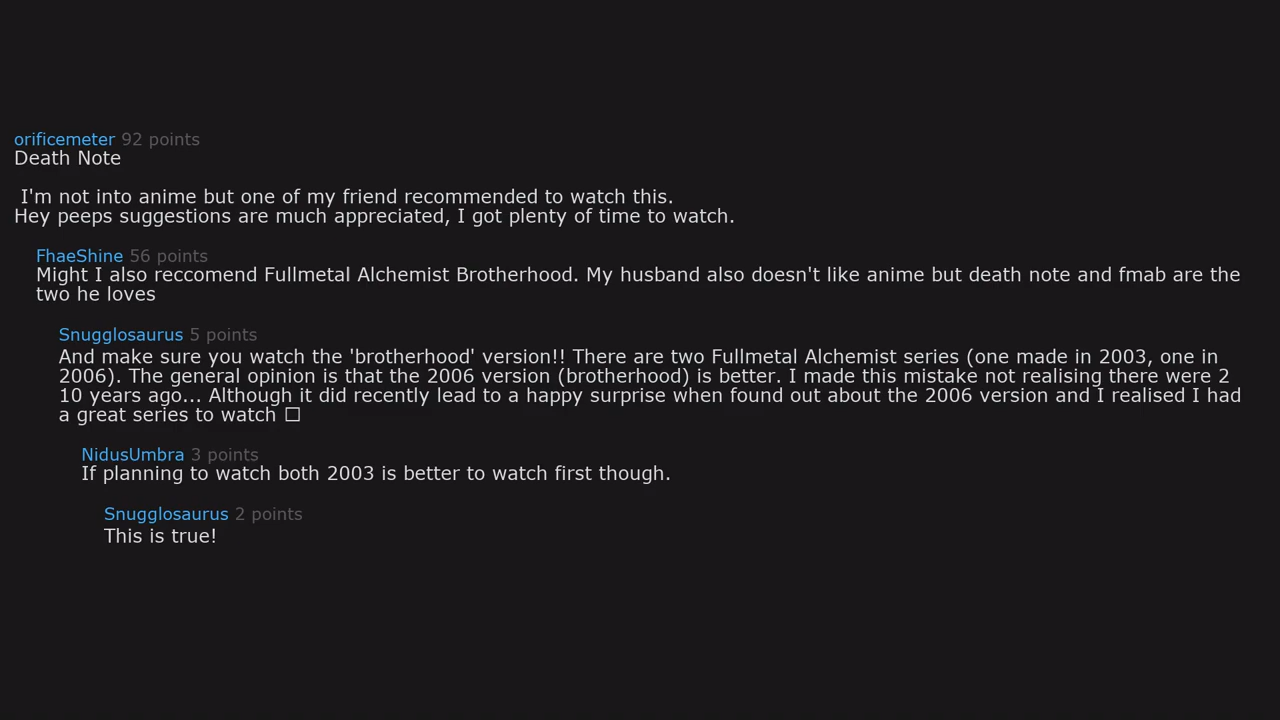 orificemeter 92 points
Death Note
I'm not into anime but one of my friend recommended to watch this.
Hey peeps suggestions are much appreciated, I got plenty of time to watch.
FhaeShine 56 points
Might I also reccomend Fullmetal Alchemist Brotherhood. My husband also doesn't like anime but death note and fmab are the
two he loves
Snugglosaurus 5 points
And make sure you watch the 'brotherhood' version!! There are two Fullmetal Alchemist series (one made in 2003, one in
2006). The general opinion is that the 2006 version (brotherhood) is better. I made this mistake not realising there were 2
10 years ago... Although it did recently lead to a happy surprise when found out about the 2006 version and I realised I had
a great series to watch □
NidusUmbra 3 points
If planning to watch both 2003 is better to watch first though.
Snugglosaurus 2 points
This is true!